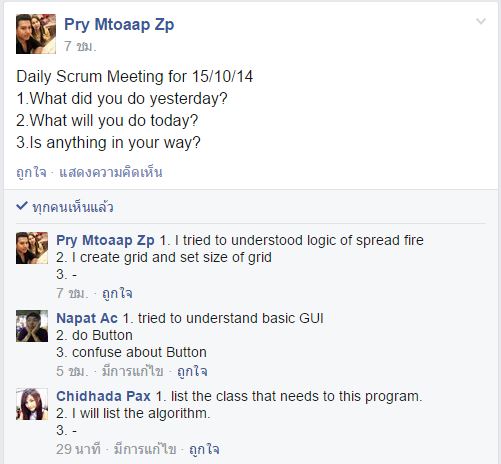 Pry Mtoaap Zp
7 ชม.
Daily Scrum Meeting for 15/10/14
1.What did you do yesterday?
2.What will you do today?
3.Is anything in your way?
ถูกใจ · แสดงความคิดเห็น
ทุกคนเห็นแล้ว
Pry Mtoaap Zp 1. I tried to understood logic of spread fire
2. I create grid and set size of grid
3. -
7 ชม. · ถูกใจ
Napat Ac 1. tried to understand basic GUI
2. do Button
3. confuse about Button
5 ชม. · มีการแก้ไข · ถูกใจ
Chidhada Pax 1. list the class that needs to this program.
2. I will list the algorithm.
3. -
29 นาที · มีการแก้ไข · ถูกใจ